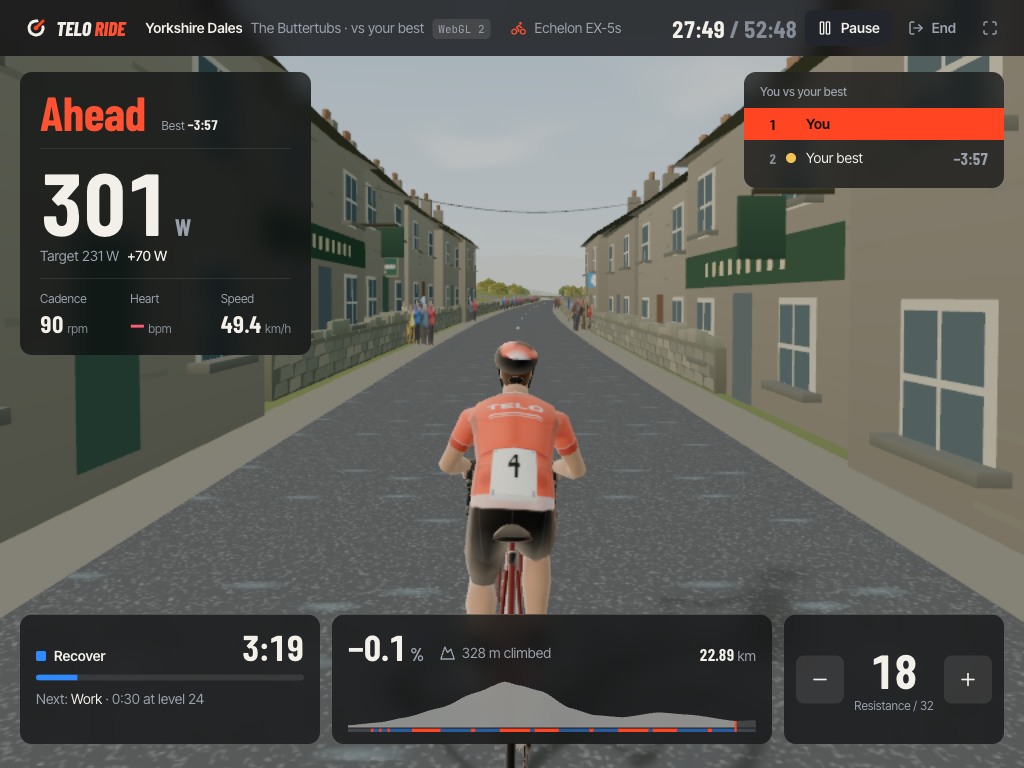 TELO RIDE Yorkshire Dales The Buttertubs · vs your best WebGL 2 Echelon EX-5s 27:49 / 52:48 Pause End
Ahead Best −3:57
301 W
Target 231 W +70 W
Cadence Heart Speed
90 rpm – bpm 49.4 km/h
You vs your best
1 You
2 Your best −3:57
TELO
4
Recover 3:19
Next: Work · 0:30 at level 24
−0.1 % 328 m climbed 22.89 km
− 18 +
Resistance / 32